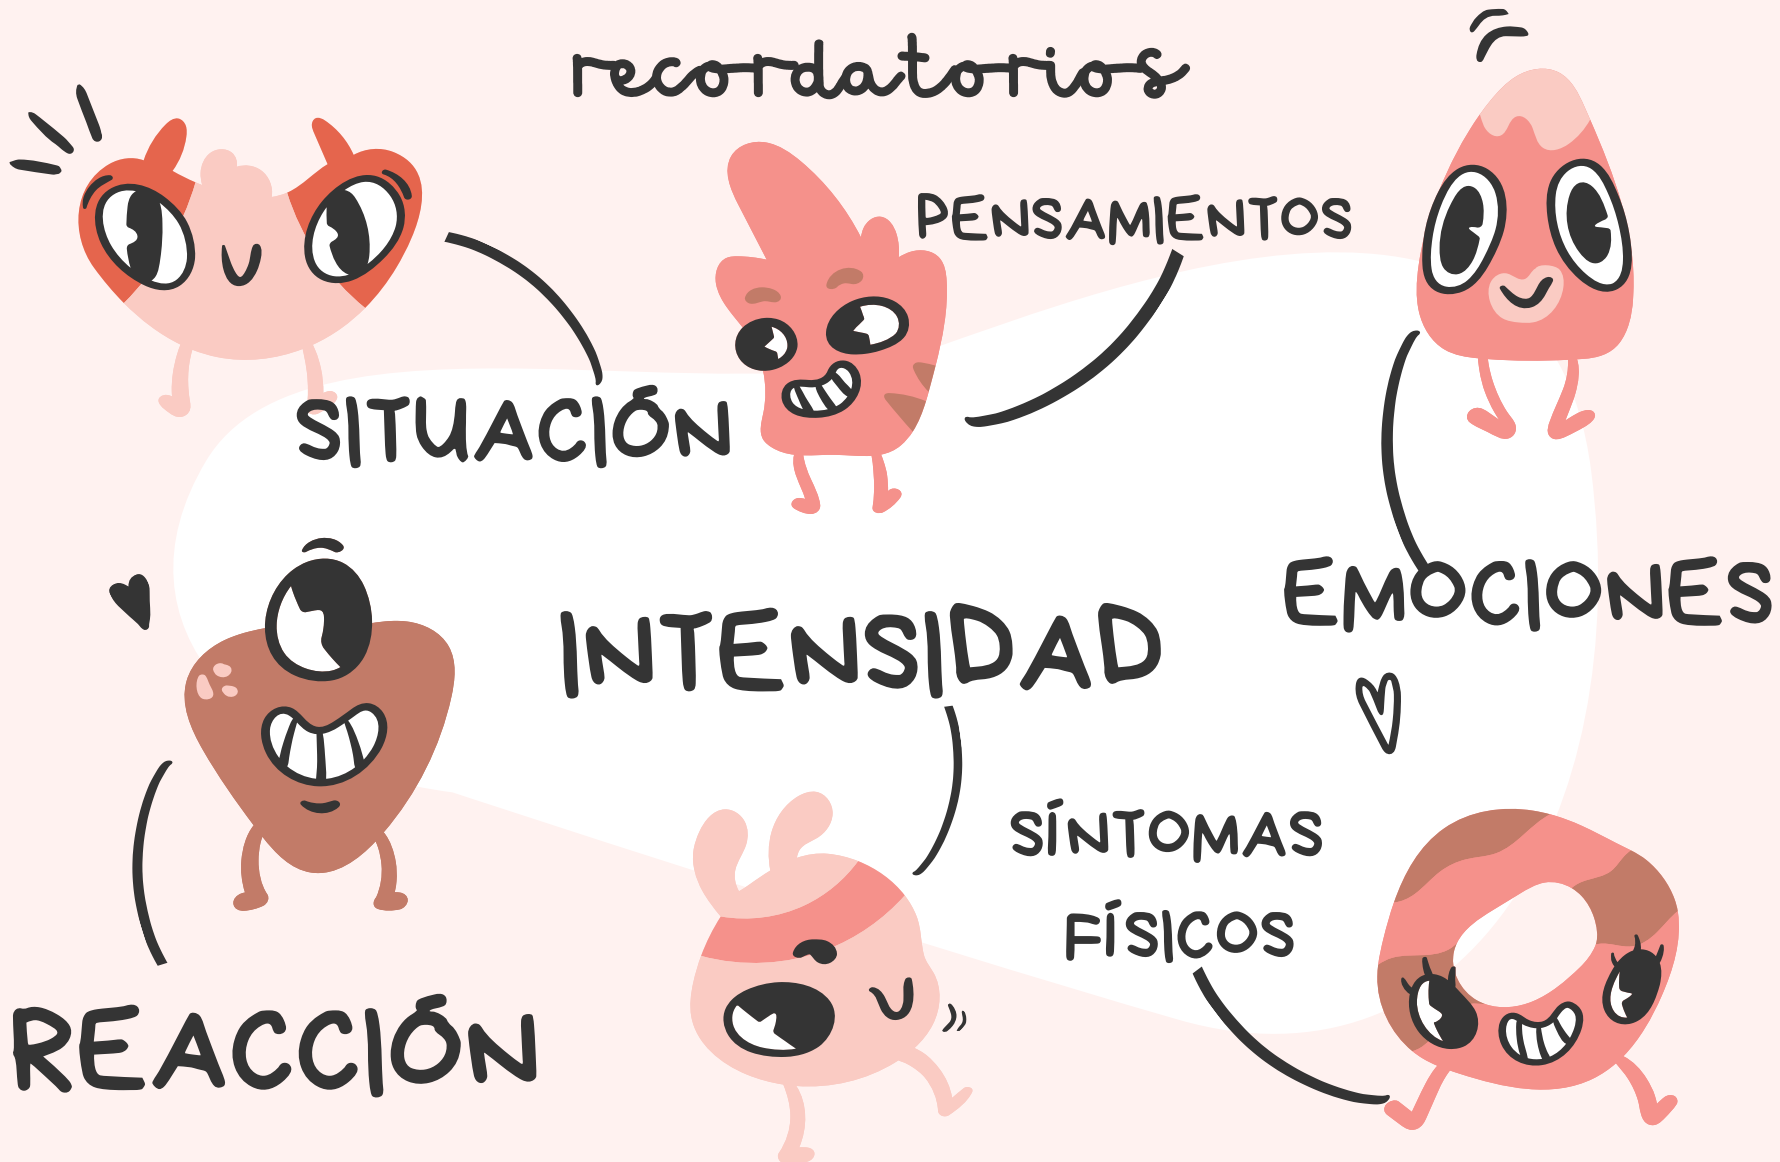 recordatorios
PENSAMIENTOS
SITUACIÓN
EMOCIONES
INTENSIDAD
SÍNTOMAS
FÍSICOS
REACCIÓN